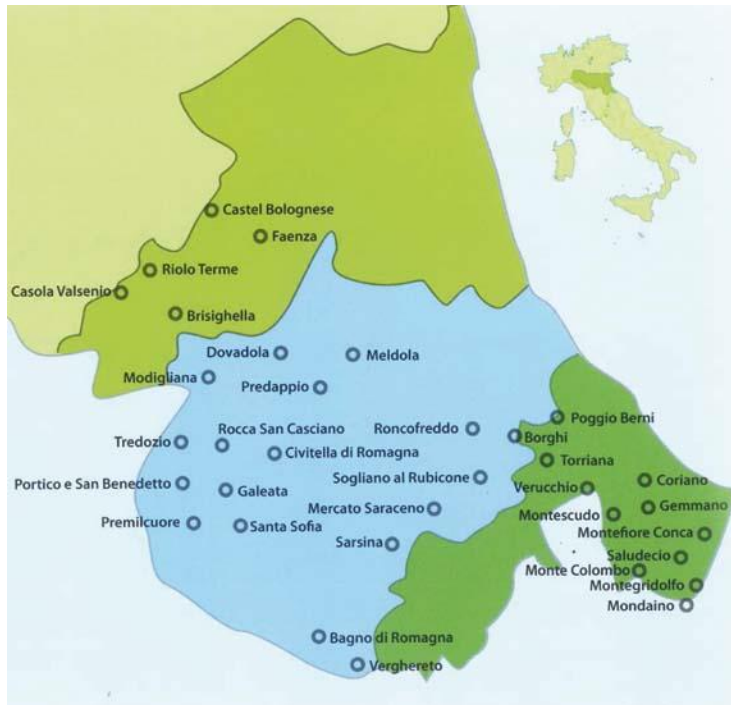 Castel Bolognese
Faenza
Riolo Terme
Casola Valsenio
Brisighella
Dovadola
Meldola
Modigliana
Predappio
Poggio Berni
Rocca San Casciano
Roncofreddo
Borghi
Tredozio
Civitella di Romagna
Torriana
Portico e San Benedetto
Sogliano al Rubicone
Verucchio
Coriano
Galeata
Mercato Saraceno
Montescudo
Gemmano
Premilcuore
Santa Sofia
Montefiore Conca
Sarsina
Saludecio
Monte Colombo
Montegridolfo
Mondaino
Bagno di Romagna
Verghereto